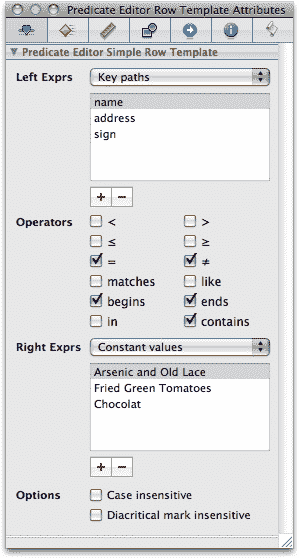 Predicate Editor Row Template Attributes
Predicate Editor Simple Row Template
Left Exprs Key paths
name
address
sign
+ −
Operators < >
≤ ≥
= ≠
matches like
begins ends
in contains
Right Exprs Constant values
Arsenic and Old Lace
Fried Green Tomatoes
Chocolat
+ −
Options Case insensitive
Diacritical mark insensitive